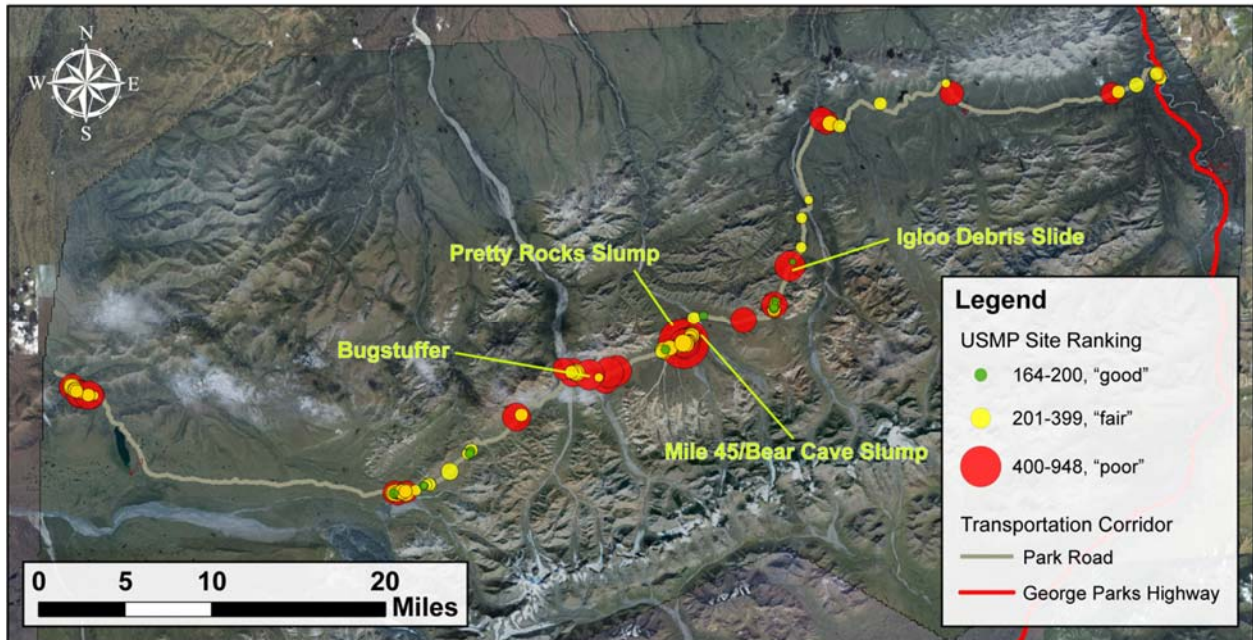 N
W E
S
Pretty Rocks Slump
Igloo Debris Slide
Bugstuffer
Mile 45/Bear Cave Slump
Legend
USMP Site Ranking
164-200, “good”
201-399, “fair”
400-948, “poor”
Transportation Corridor
Park Road
George Parks Highway
0 5 10 20
Miles